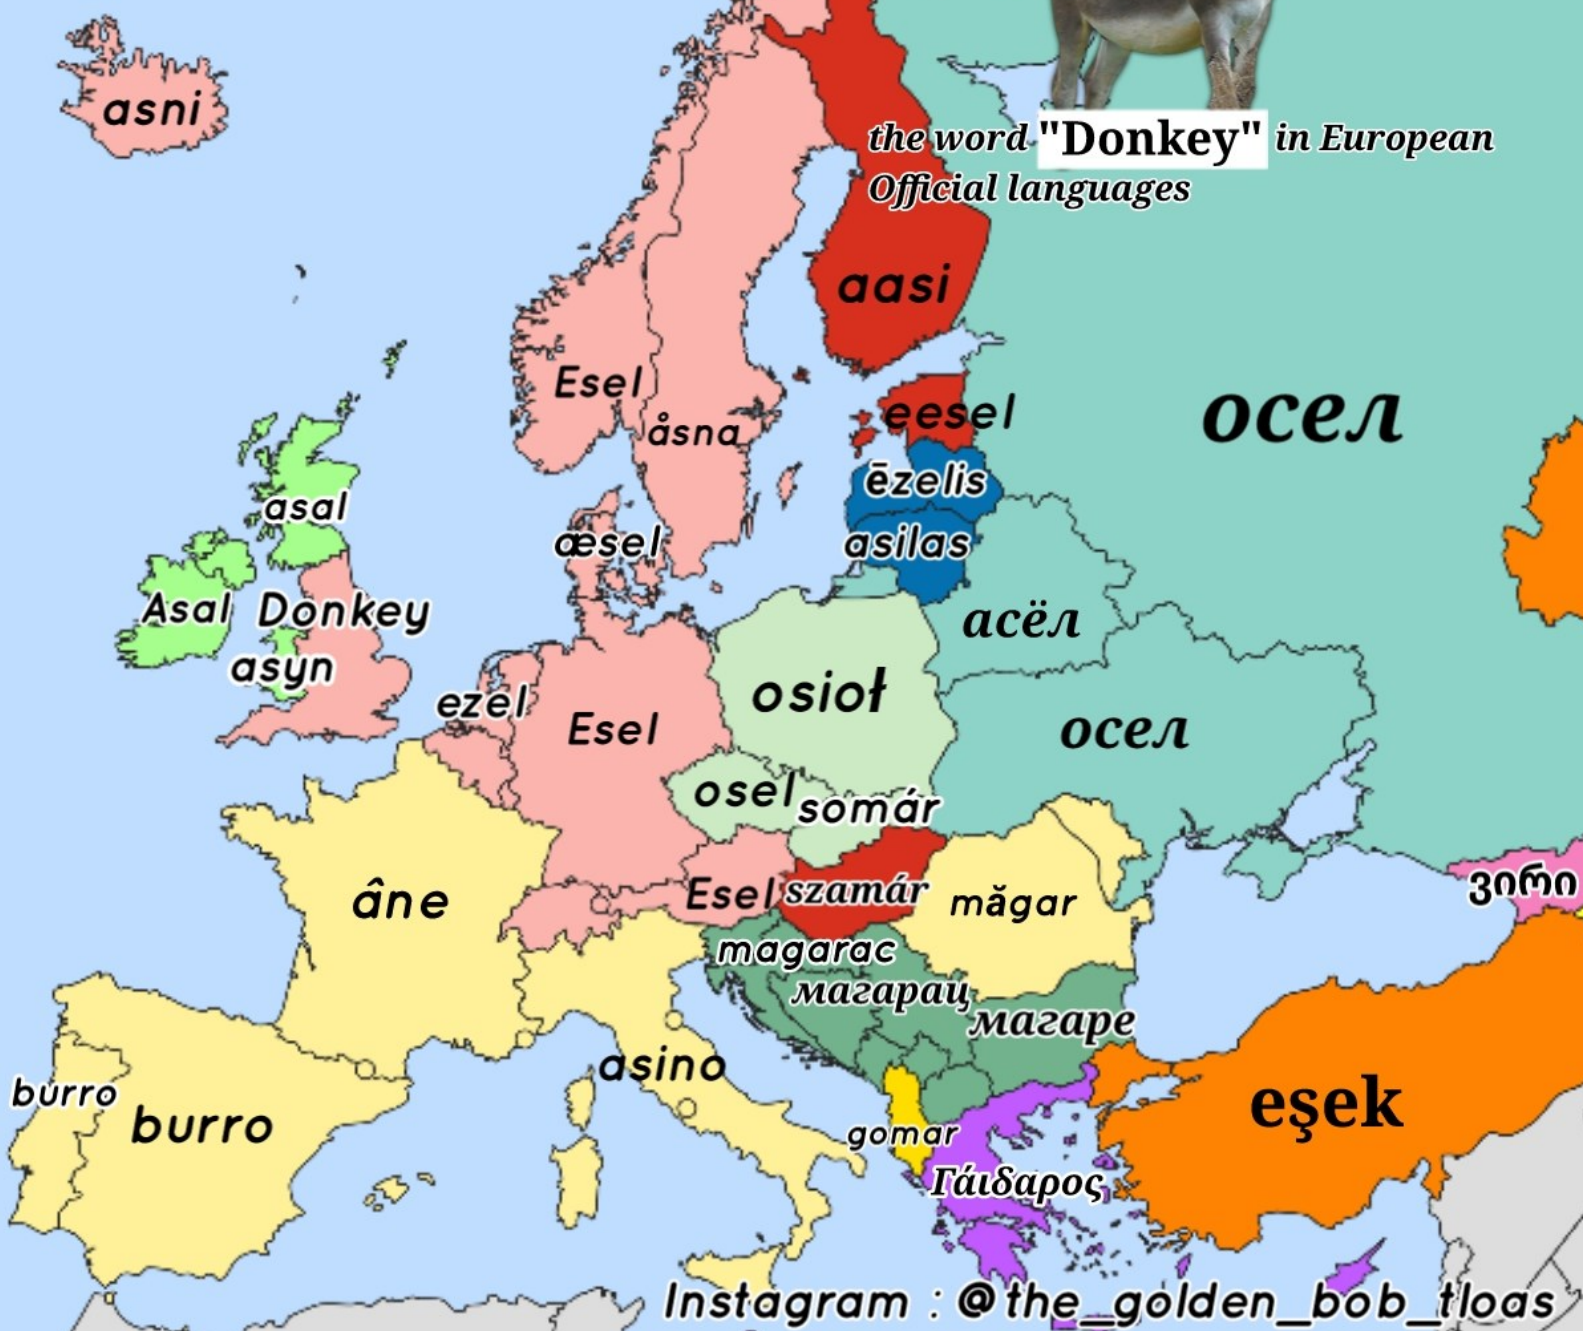 asni
the word "Donkey" in European
Official languages
aasi
Esel
åsna
eesel
осел
ēzelis
asal
æsel
asilas
Asal
Donkey
асёл
asyn
ezel
Esel
osioł
осел
osel
somár
âne
Esel
szamár
măgar
ვირი
magarac
магарац
магаре
asino
burro
burro
eşek
gomar
Γάιδαρος
Instagram : @the_golden_bob_tloas